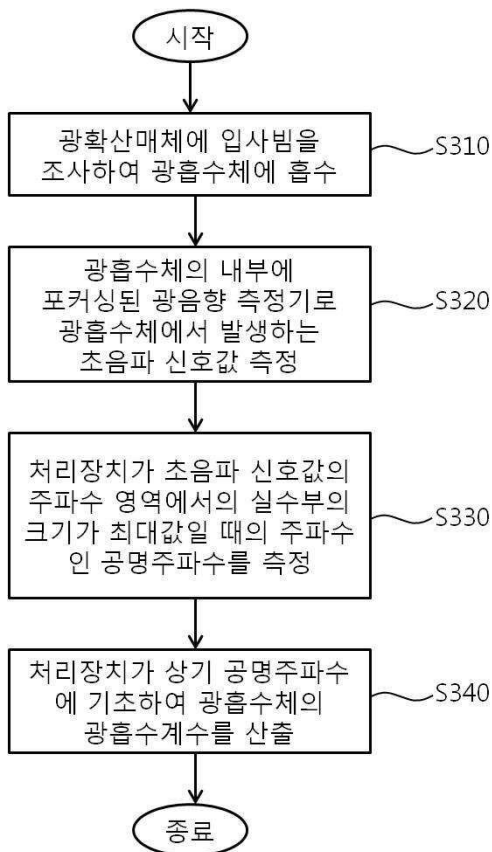 시작
광확산매체에 입사빔을
조사하여 광흡수체에 흡수
S310
광흡수체의 내부에
포커싱된 광음향 측정기로
광흡수체에서 발생하는
초음파 신호값 측정
S320
처리장치가 초음파 신호값의
주파수 영역에서의 실수부의
크기가 최대값일 때의 주파수
인 공명주파수를 측정
S330
처리장치가 상기 공명주파수
에 기초하여 광흡수체의
광흡수계수를 산출
S340
종료